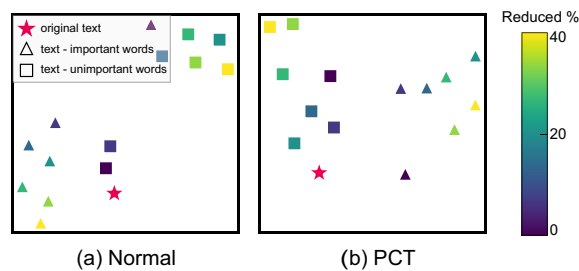 original text
text - important words
text - unimportant words
Reduced %
40
20
0
(a) Normal
(b) PCT